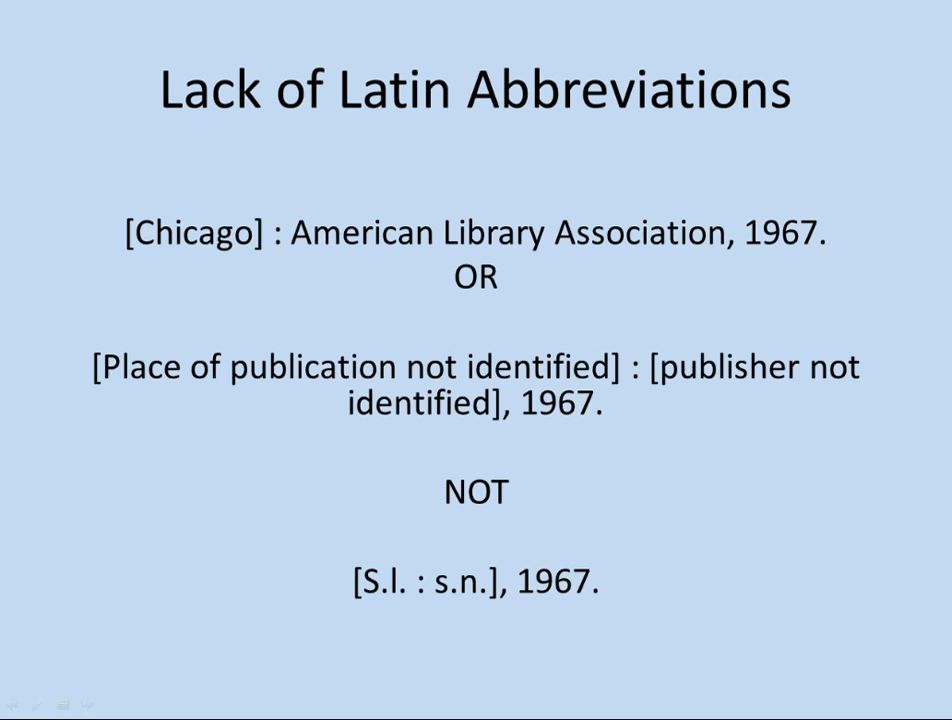 Lack of Latin Abbreviations
[Chicago] : American Library Association, 1967.
OR
[Place of publication not identified] : [publisher not
identified], 1967.
NOT
[S.l. : s.n.], 1967.